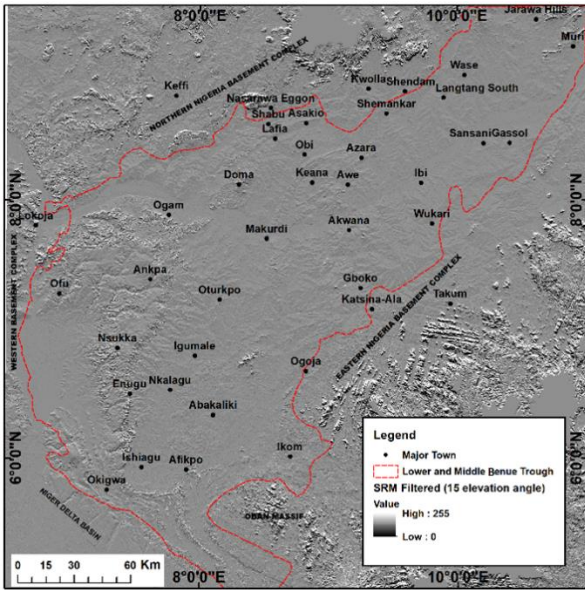 8°0'0"E
10°0'0"E
Jarawa Hills
Muri
Wase
Kwollas
Shendam
Langtang South
Keffi
NORTHERN NIGERIA BASEMENT COMPLEX
Nasarawa Eggon
Shabu
Asakio
Shemankar
Lafia
Sansani
Gassol
Obi
Azara
Doma
Keana
Awe
Ibi
8°0'0"N
8°0'0"N
Lokoja
Ogam
Wukari
Akwana
Makurdi
WESTERN BASEMENT COMPLEX
Ankpa
Gboko
EASTERN NIGERIA BASEMENT COMPLEX
Ofu
Oturkpo
Katsina-Ala
Takum
Nsukka
Igumale
Ogoja
Enugu
Nkalagu
Abakaliki
6°0'0"N
6°0'0"N
Ikom
Ishiagu
Afikpo
Okigwa
NIGER DELTA BASIN
OBAN MASSIF
Legend
Major Town
Lower and Middle Benue Trough
SRM Filtered (15 elevation angle)
Value
High : 255
Low : 0
0 15 30 60 Km
8°0'0"E
10°0'0"E